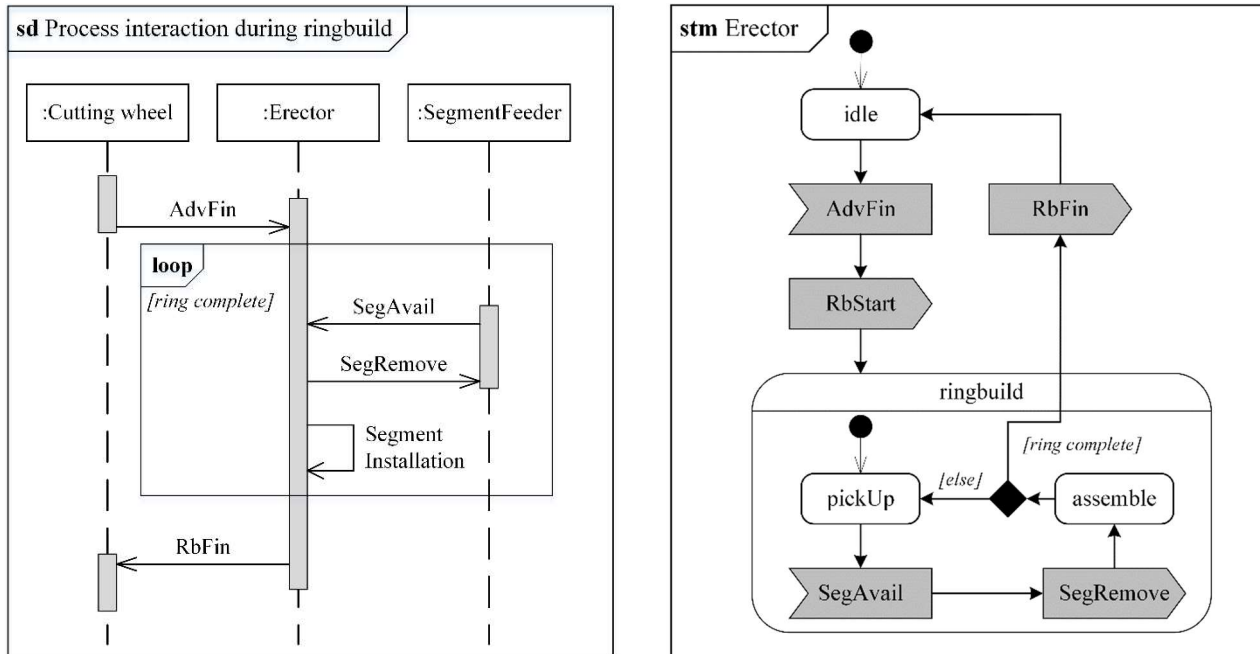 sd Process interaction during ringbuild
:Cutting wheel
:Erector
:SegmentFeeder
AdvFin
loop
[ring complete]
SegAvail
SegRemove
Segment
Installation
RbFin
stm Erector
idle
AdvFin
RbFin
RbStart
ringbuild
[ring complete]
[else]
pickUp
assemble
SegAvail
SegRemove